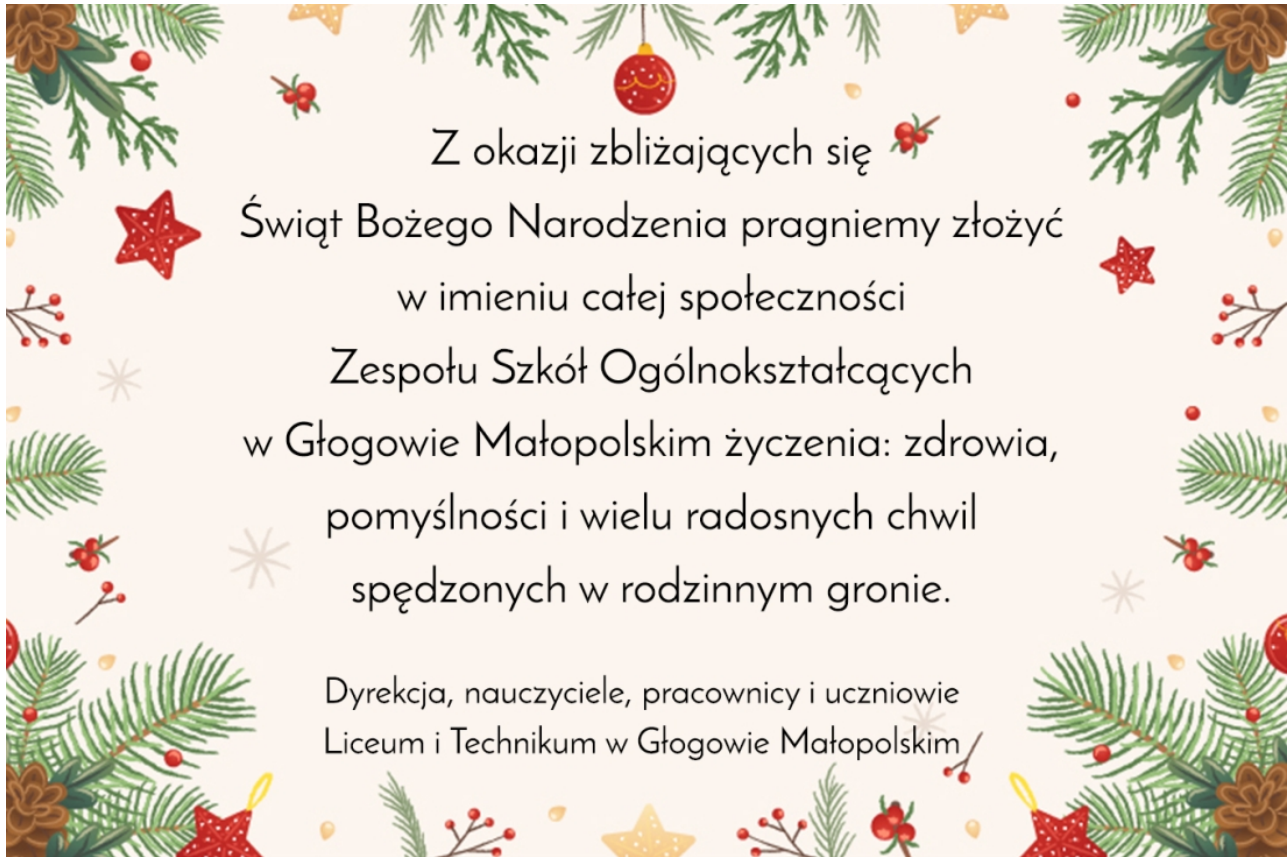 Z okazji zbliżających się
Świąt Bożego Narodzenia pragniemy złożyć
w imieniu całej społeczności
Zespołu Szkół Ogólnokształcących
w Głogowie Małopolskim życzenia: zdrowia,
pomyślności i wielu radosnych chwil
spędzonych w rodzinnym gronie.
Dyrekcja, nauczyciele, pracownicy i uczniowie
Liceum i Technikum w Głogowie Małopolskim